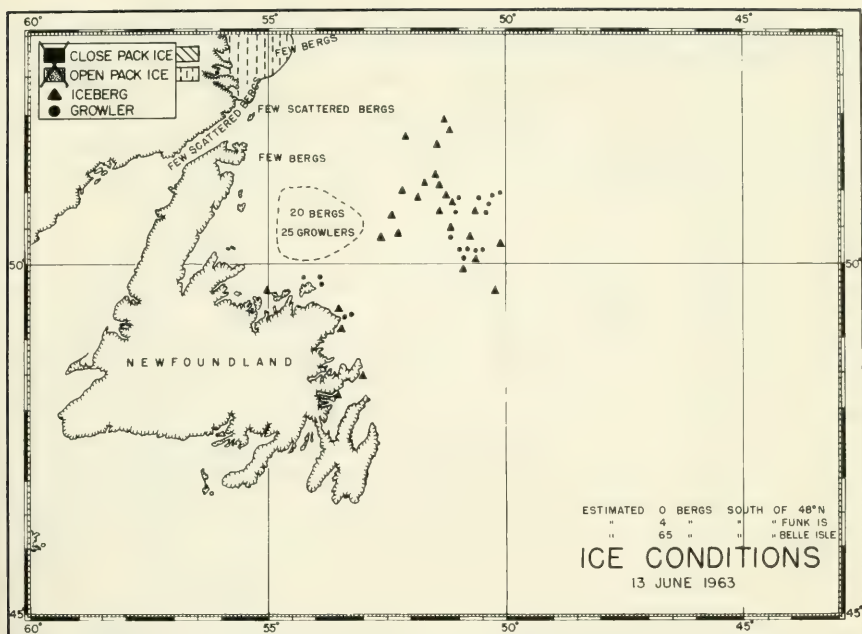 60° 55° 50° 45°
CLOSE PACK ICE
OPEN PACK ICE
ICEBERG
GROWLER
FEW BERGS
FEW SCATTERED BERGS
FEW SCATTERED BERGS
FEW BERGS
20 BERGS
25 GROWLERS
50° 50°
NEWFOUNDLAND
ESTIMATED 0 BERGS SOUTH OF 48°N
" 4 " " " FUNK IS
" 65 " " " BELLE ISLE
ICE CONDITIONS
13 JUNE 1963
45° 45°
60° 55° 50° 45°